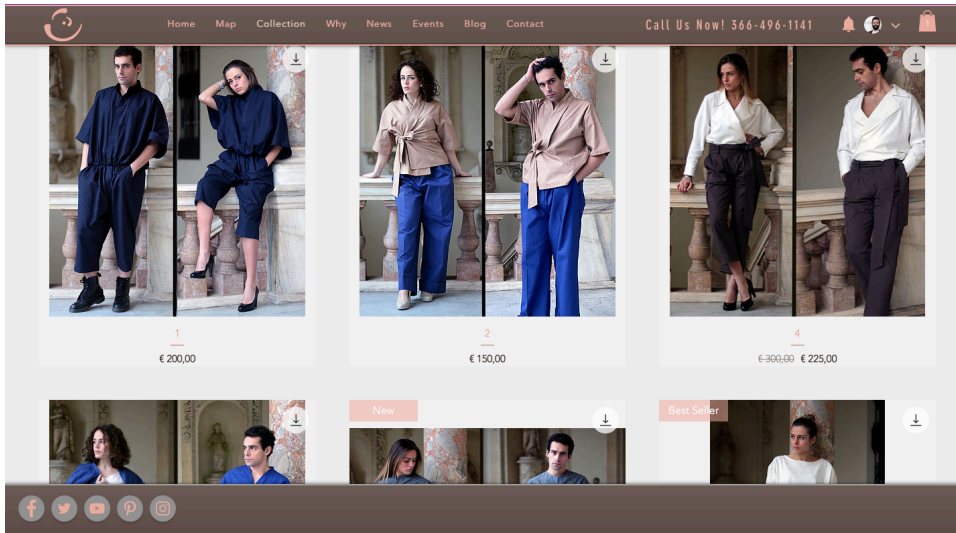 Home Map Collection Why News Events Blog Contact Call Us Now! 366-496-1141 1
1
2
4
€ 200,00
€ 150,00
€ 300,00 € 225,00
New
Best Seller